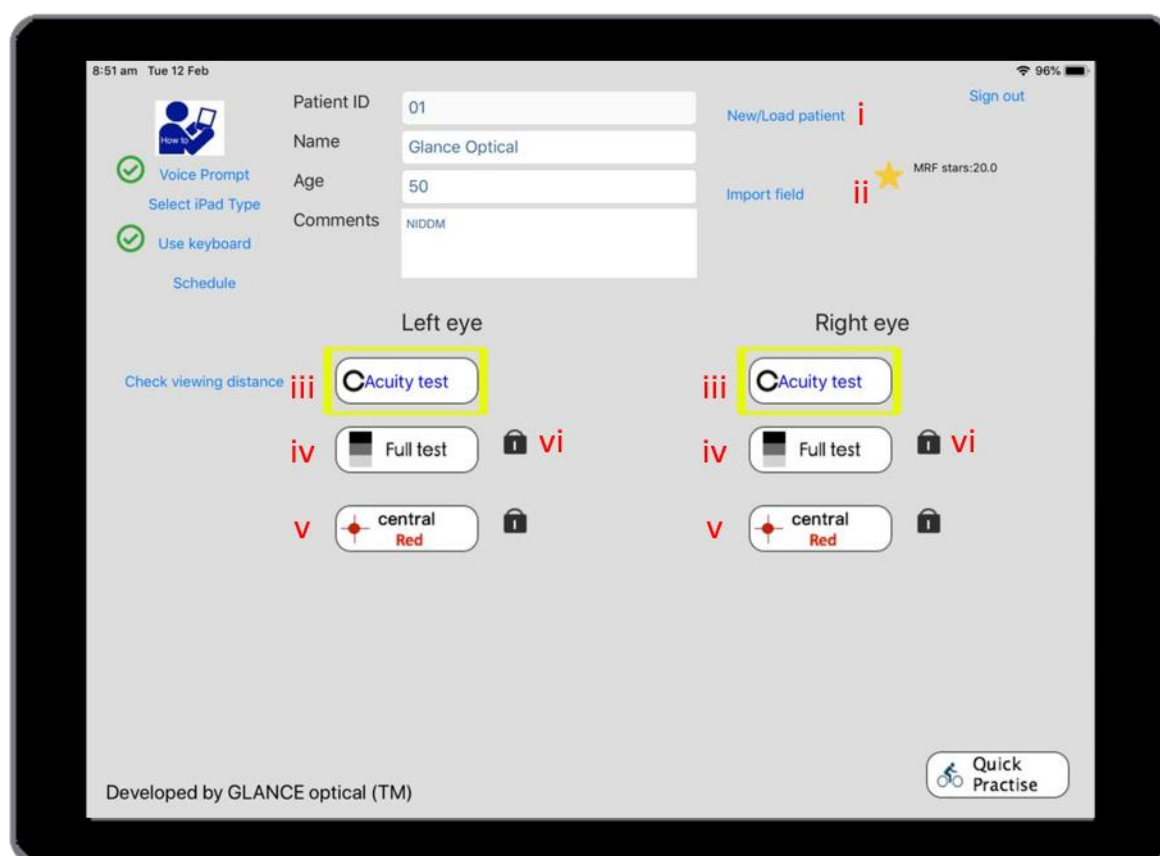 8:51 am Tue 12 Feb
96%
How to
Voice Prompt
Select iPad Type
Use keyboard
Schedule
Patient ID 01
Name Glance Optical
Age 50
Comments NIDDM
New/Load patient i
Sign out
Import field ii
MRF stars:20.0
Left eye
Right eye
Check viewing distance iii Acuity test
iii Acuity test
iv Full test vi
iv Full test vi
v central
Red
v central
Red
Quick
Practise
Developed by GLANCE optical (TM)